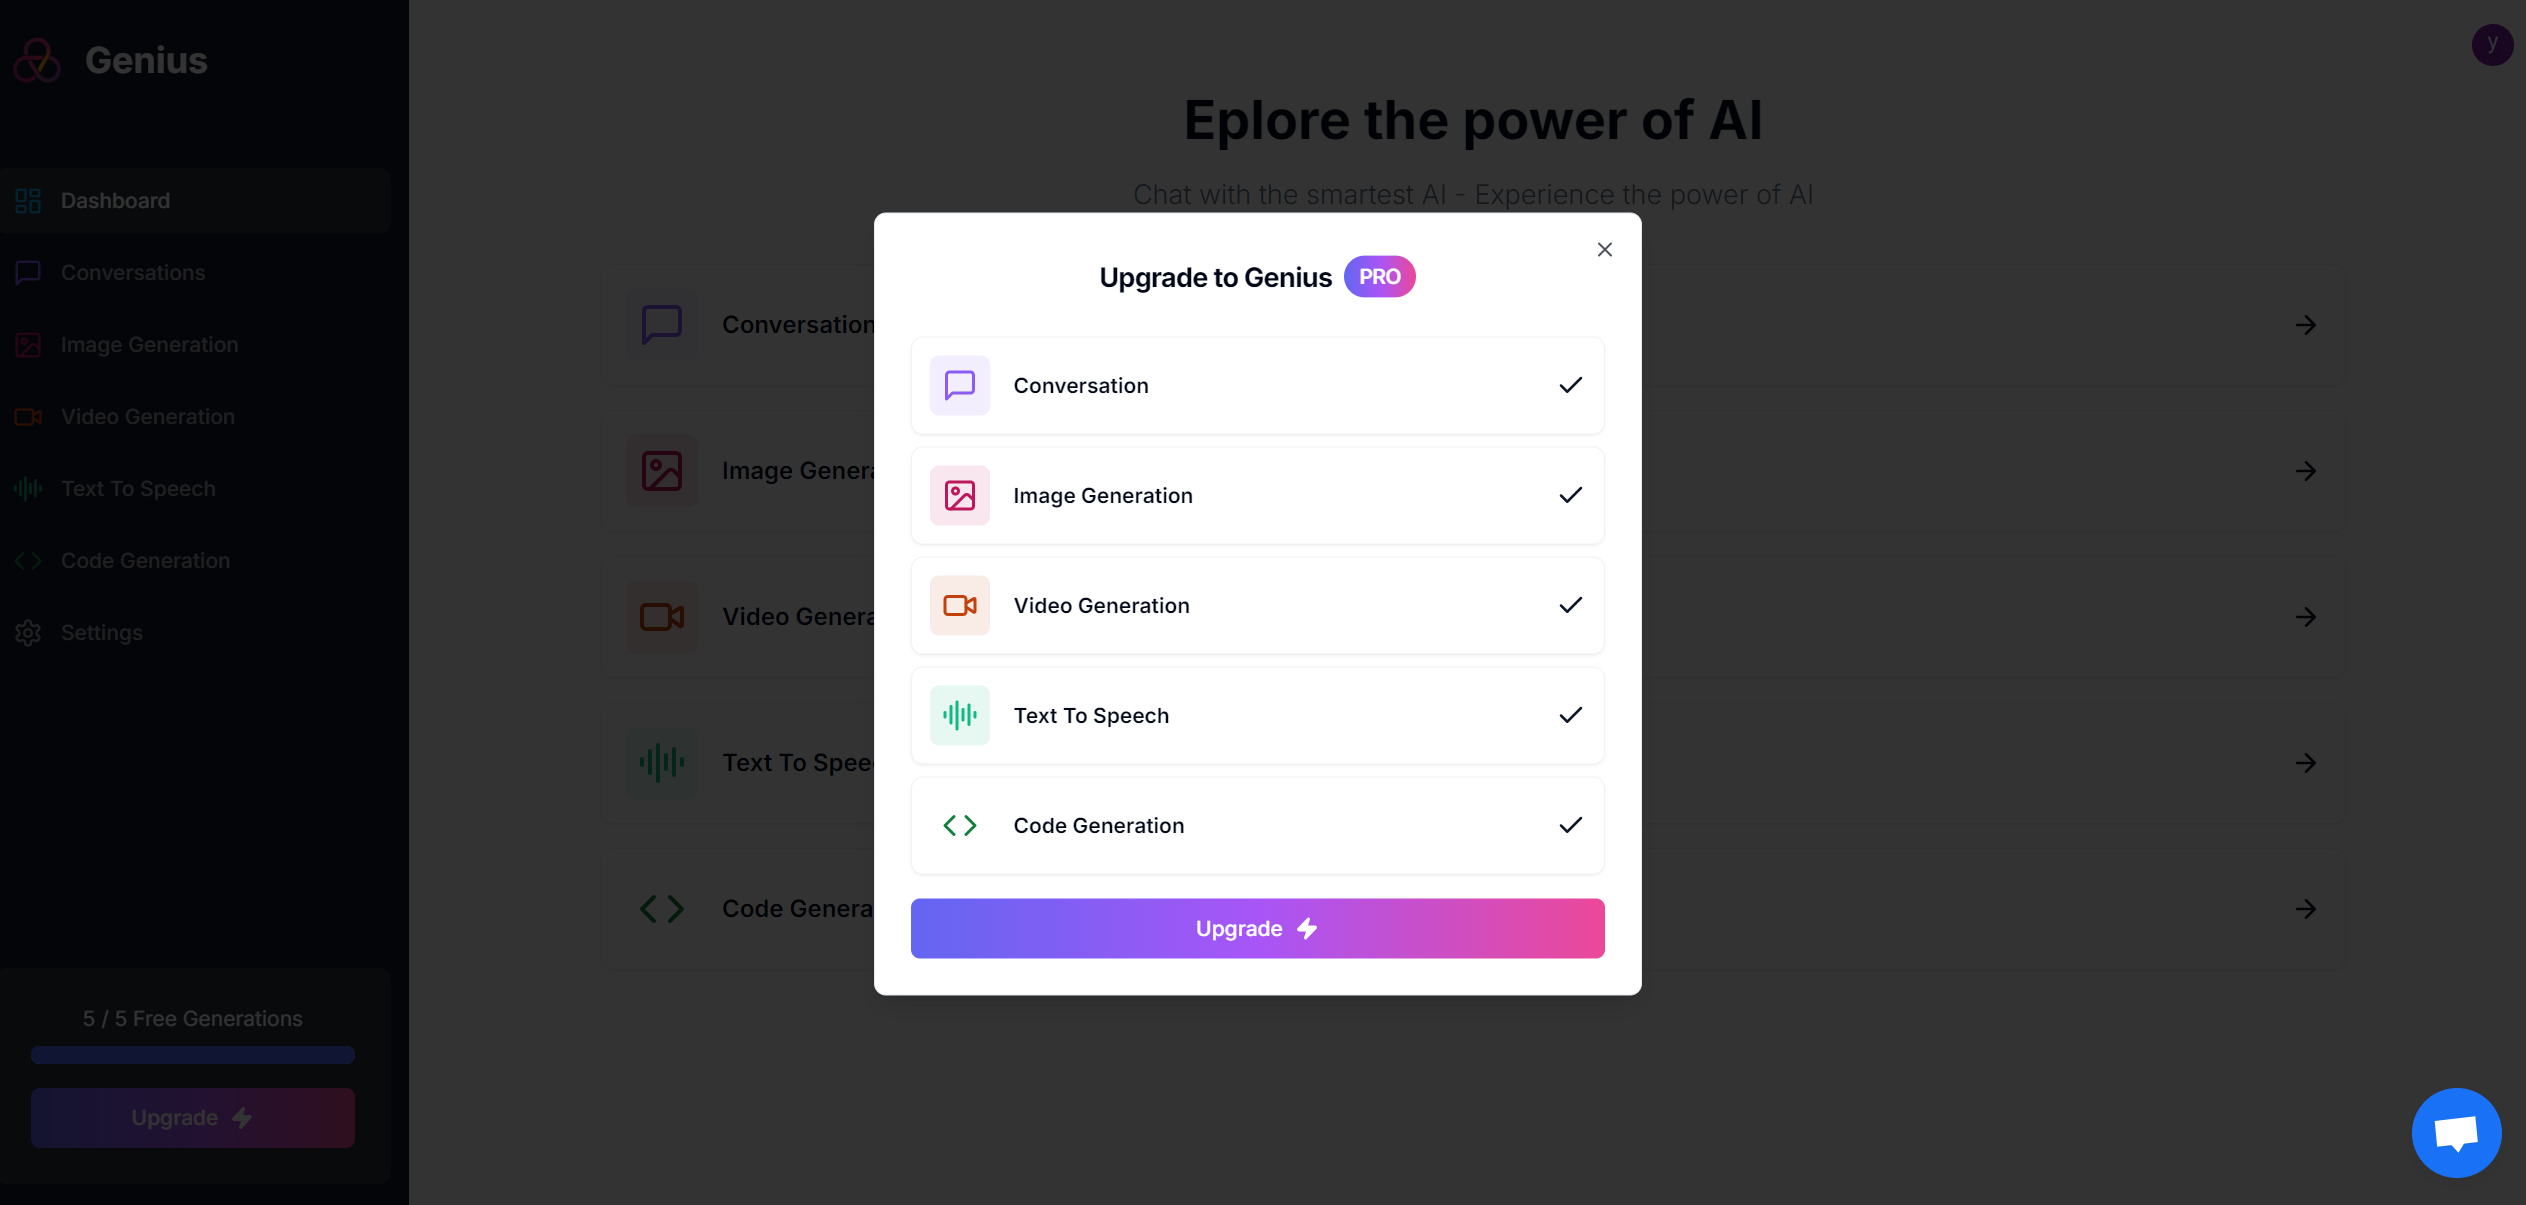 Genius
Dashboard
Conversations
Image Generation
Video Generation
Text To Speech
Code Generation
Settings
5 / 5 Free Generations
Upgrade
y
Eplore the power of AI
Chat with the smartest AI - Experience the power of AI
Conversation
Image Genera
Video Genera
Text To Spee
Code Genera
Upgrade to Genius PRO
Conversation
Image Generation
Video Generation
Text To Speech
Code Generation
Upgrade